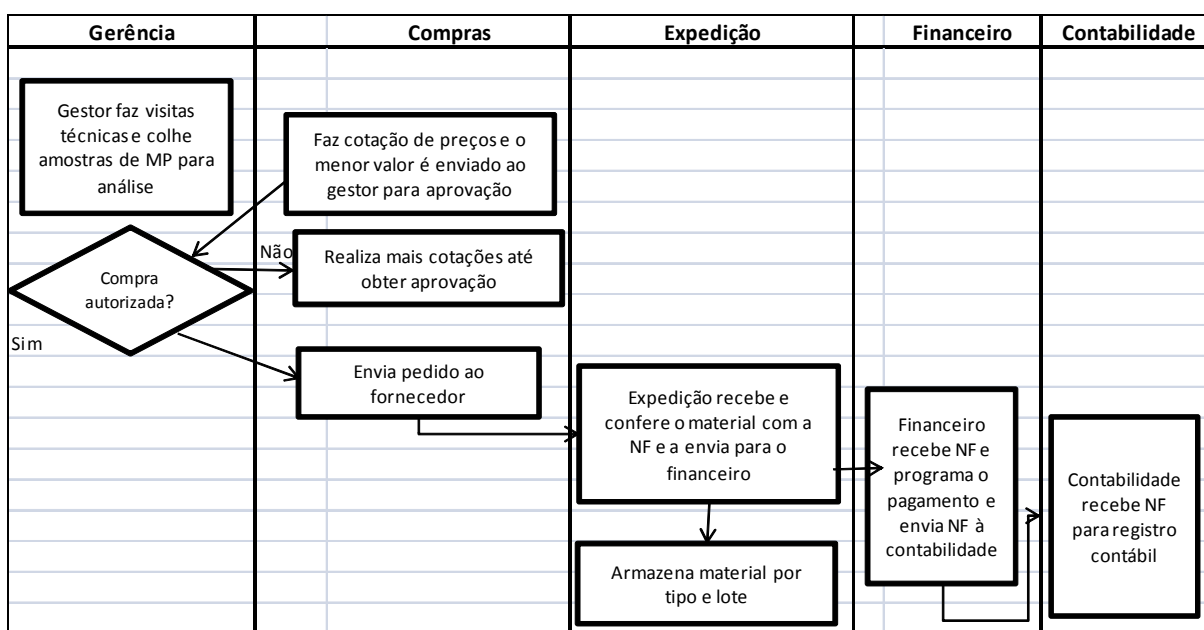 Gerência
Compras
Expedição
Financeiro
Contabilidade
Gestor faz visitas
técnicas e colhe
amostras de MP para
análise
Faz cotação de preços e o
menor valor é enviado ao
gestor para aprovação
Não
Realiza mais cotações até
obter aprovação
Compra
autorizada?
Sim
Envia pedido ao
fornecedor
Expedição recebe e
confere o material com a
NF e a envia para o
financeiro
Armazena material por
tipo e lote
Financeiro
recebe NF e
programa o
pagamento e
envia NF à
contabilidade
Contabilidade
recebe NF
para registro
contábil